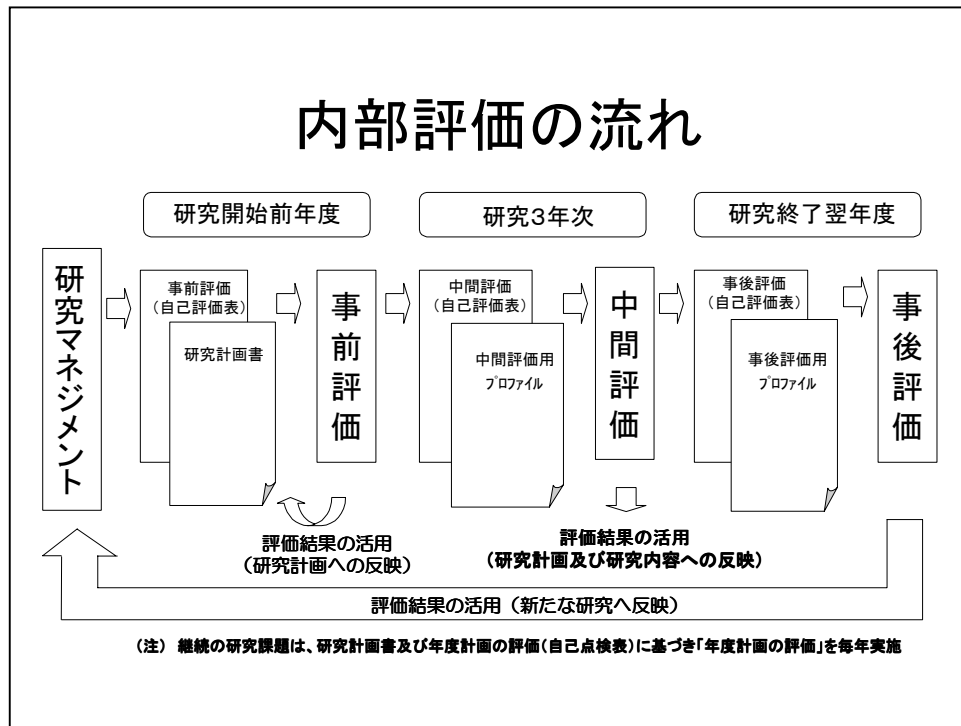 内部評価の流れ
研究開始前年度
研究3年次
研究終了翌年度
研究マネジメント
事前評価
(自己評価表)
研究計画書
事前評価
中間評価
(自己評価表)
中間評価用
ﾌﾟﾛﾌｧｲﾙ
中間評価
事後評価
(自己評価表)
事後評価用
ﾌﾟﾛﾌｧｲﾙ
事後評価
評価結果の活用
(研究計画への反映)
評価結果の活用
(研究計画及び研究内容への反映)
評価結果の活用（新たな研究へ反映）
(注) 継続の研究課題は、研究計画書及び年度計画の評価(自己点検表)に基づき｢年度計画の評価｣を毎年実施